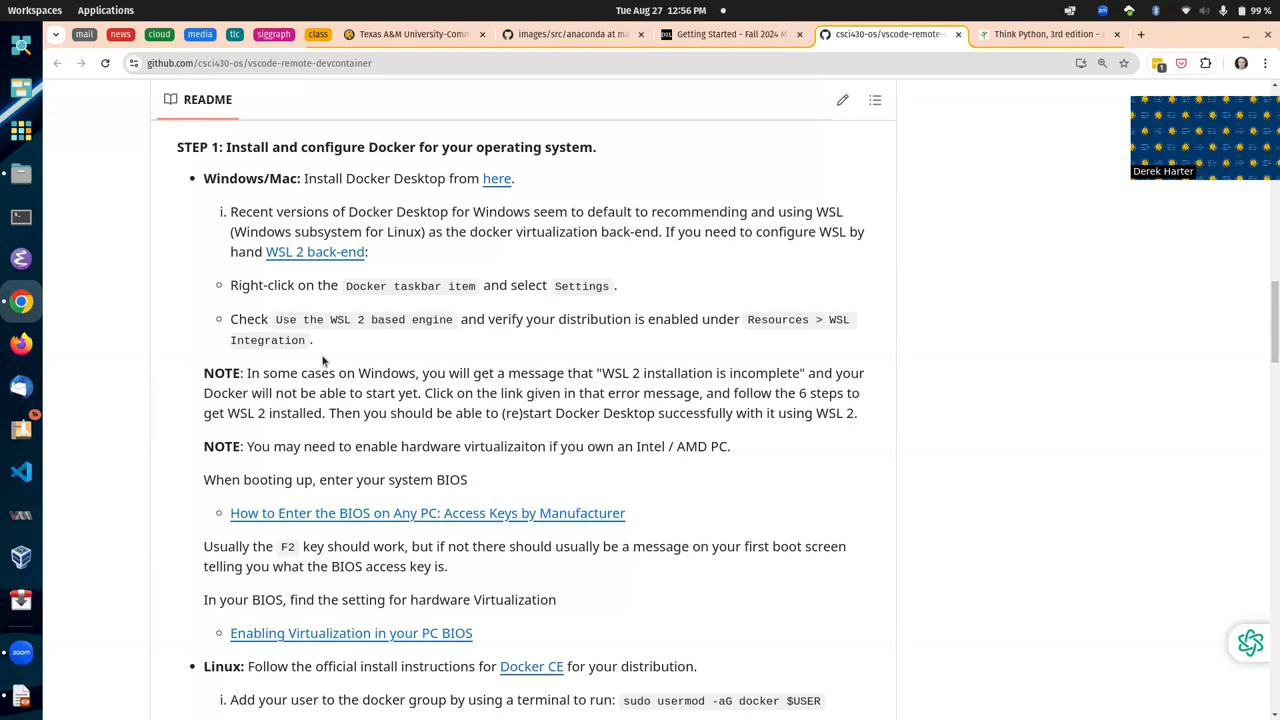 Workspaces Applications Tue Aug 27 12:56 PM 99 %
mail news cloud media tlc siggraph class Texas A&M University-Com images/src/anaconda at ma Getting Started - Fall 2024 M csci430-os/vscode-remote- Think Python, 3rd edition –
github.com/csci430-os/vscode-remote-devcontainer
README
Derek Harter
STEP 1: Install and configure Docker for your operating system.
• Windows/Mac: Install Docker Desktop from here.
i. Recent versions of Docker Desktop for Windows seem to default to recommending and using WSL
(Windows subsystem for Linux) as the docker virtualization back-end. If you need to configure WSL by
hand WSL 2 back-end:
Right-click on the Docker taskbar item and select Settings.
Check Use the WSL 2 based engine and verify your distribution is enabled under Resources > WSL
Integration.
NOTE: In some cases on Windows, you will get a message that "WSL 2 installation is incomplete" and your
Docker will not be able to start yet. Click on the link given in that error message, and follow the 6 steps to
get WSL 2 installed. Then you should be able to (re)start Docker Desktop successfully with it using WSL 2.
NOTE: You may need to enable hardware virtualizaiton if you own an Intel / AMD PC.
When booting up, enter your system BIOS
How to Enter the BIOS on Any PC: Access Keys by Manufacturer
Usually the F2 key should work, but if not there should usually be a message on your first boot screen
telling you what the BIOS access key is.
In your BIOS, find the setting for hardware Virtualization
Enabling Virtualization in your PC BIOS
• Linux: Follow the official install instructions for Docker CE for your distribution.
i. Add your user to the docker group by using a terminal to run: sudo usermod -aG docker $USER
14
zoom